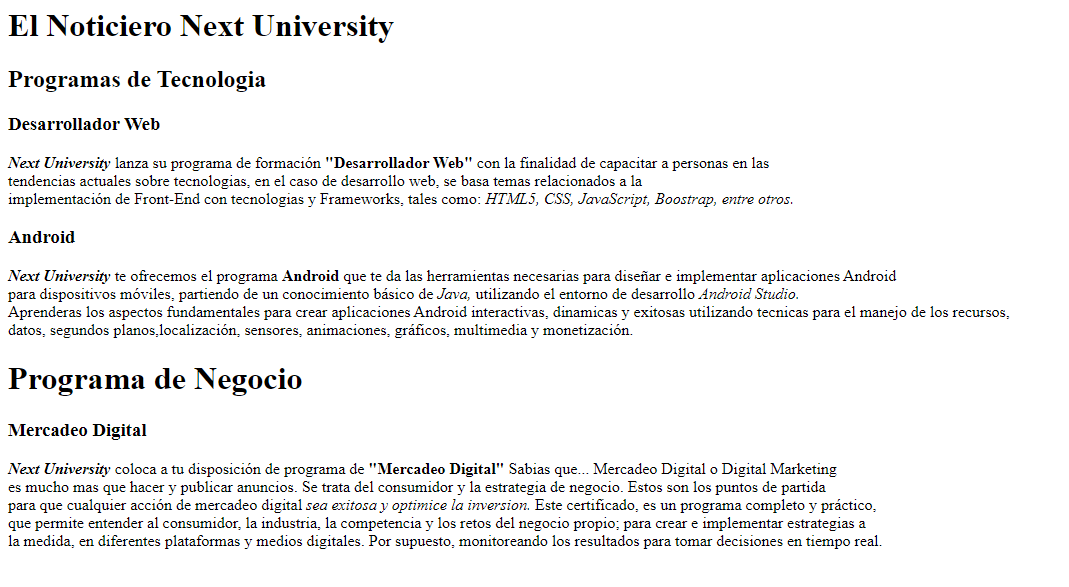 El Noticiero Next University
Programas de Tecnologia
Desarrollador Web
Next University lanza su programa de formación "Desarrollador Web" con la finalidad de capacitar a personas en las
tendencias actuales sobre tecnologias, en el caso de desarrollo web, se basa temas relacionados a la
implementación de Front-End con tecnologias y Frameworks, tales como: HTML5, CSS, JavaScript, Boostrap, entre otros.
Android
Next University te ofrecemos el programa Android que te da las herramientas necesarias para diseñar e implementar aplicaciones Android
para dispositivos móviles, partiendo de un conocimiento básico de Java, utilizando el entorno de desarrollo Android Studio.
Aprenderas los aspectos fundamentales para crear aplicaciones Android interactivas, dinamicas y exitosas utilizando tecnicas para el manejo de los recursos,
datos, segundos planos,localización, sensores, animaciones, gráficos, multimedia y monetización.
Programa de Negocio
Mercadeo Digital
Next University coloca a tu disposición de programa de "Mercadeo Digital" Sabias que... Mercadeo Digital o Digital Marketing
es mucho mas que hacer y publicar anuncios. Se trata del consumidor y la estrategia de negocio. Estos son los puntos de partida
para que cualquier acción de mercadeo digital sea exitosa y optimice la inversion. Este certificado, es un programa completo y práctico,
que permite entender al consumidor, la industria, la competencia y los retos del negocio propio; para crear e implementar estrategias a
la medida, en diferentes plataformas y medios digitales. Por supuesto, monitoreando los resultados para tomar decisiones en tiempo real.